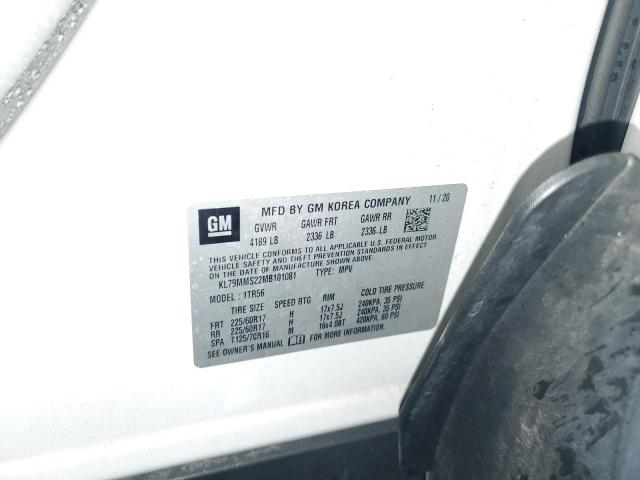 GM MFD BY GM KOREA COMPANY 11/20
GVWR GAWR FRT GAWR RR
4189 LB 2336 LB 2336 LB
THIS VEHICLE CONFORMS TO ALL APPLICABLE U.S. FEDERAL MOTOR
VEHICLE SAFETY AND THEFT PREVENTION STANDARDS IN EFFECT
ON THE DATE OF MANUFACTURE SHOWN ABOVE.
KL79MMS22MB101081 TYPE: MPV
MODEL: 1TR56
TIRE SIZE SPEED RTG RIM COLD TIRE PRESSURE
FRT 225/60R17 H 17x7.5J 240KPA, 35 PSI
RR 225/60R17 H 17x7.5J 240KPA, 35 PSI
SPA T125/70R16 M 16x4.0BT 420KPA, 60 PSI
SEE OWNER'S MANUAL FOR MORE INFORMATION.